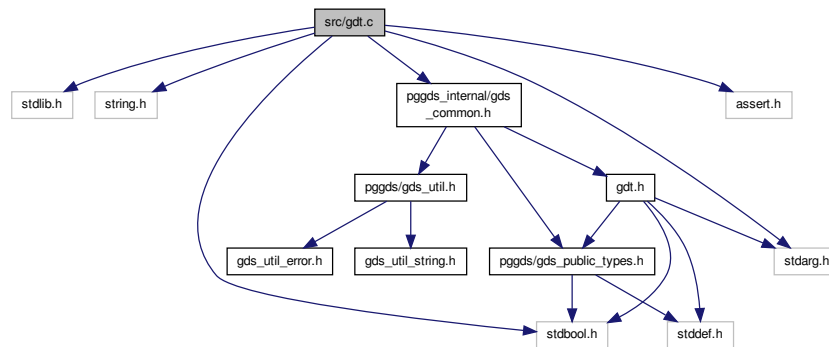 src/gdt.c
stdlib.h
string.h
pggds_internal/gds
_common.h
assert.h
pggds/gds_util.h
gdt.h
gds_util_error.h
gds_util_string.h
pggds/gds_public_types.h
stdarg.h
stdbool.h
stddef.h